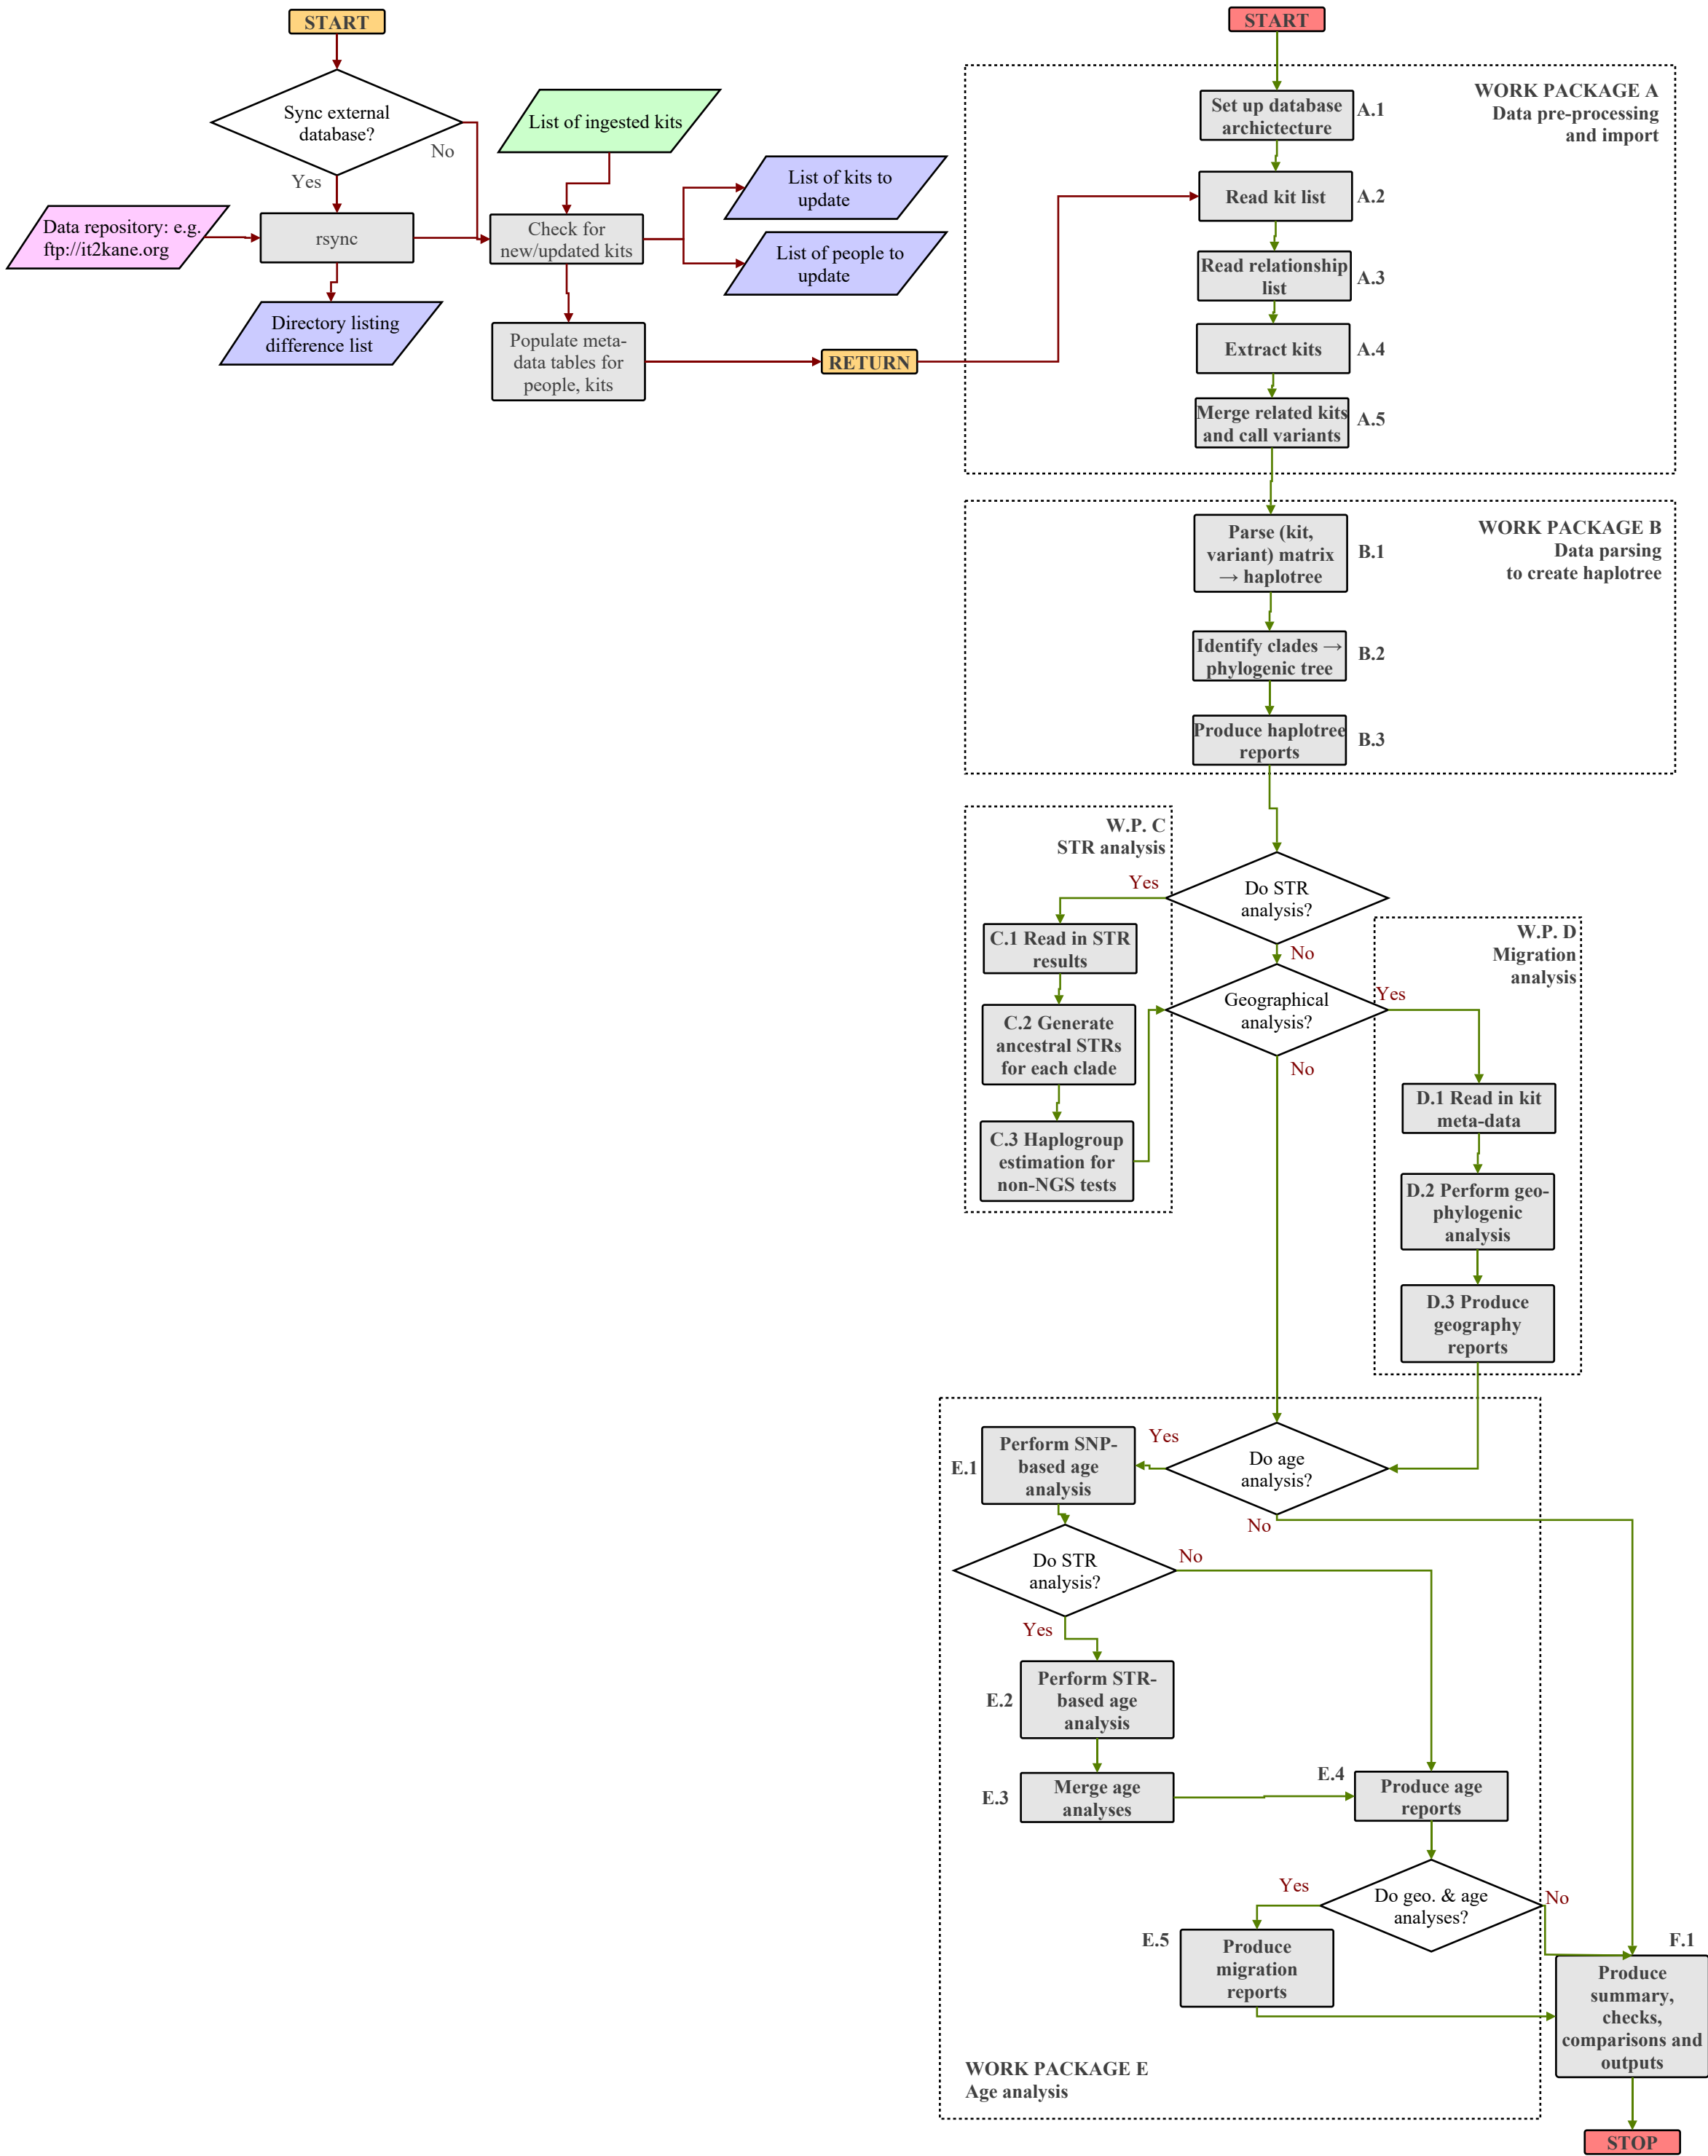 START
Sync external
database?
No
Yes
Data repository: e.g.
ftp://it2kane.org
rsync
Directory listing
difference list
List of ingested kits
Check for
new/updated kits
List of kits to
update
List of people to
update
Populate meta-
data tables for
people, kits
RETURN
START
WORK PACKAGE A
Data pre-processing
and import
Set up database
archictecture
A.1
Read kit list
A.2
Read relationship
list
A.3
Extract kits
A.4
Merge related kits
and call variants
A.5
WORK PACKAGE B
Data parsing
to create haplotree
Parse (kit,
variant) matrix
→ haplotree
B.1
Identify clades →
phylogenic tree
B.2
Produce haplotree
reports
B.3
W.P. C
STR analysis
Do STR
analysis?
Yes
No
C.1 Read in STR
results
C.2 Generate
ancestral STRs
for each clade
C.3 Haplogroup
estimation for
non-NGS tests
Geographical
analysis?
Yes
No
W.P. D
Migration
analysis
D.1 Read in kit
meta-data
D.2 Perform geo-
phylogenic
analysis
D.3 Produce
geography
reports
Do age
analysis?
Yes
No
E.1
Perform SNP-
based age
analysis
Do STR
analysis?
No
Yes
E.2
Perform STR-
based age
analysis
E.3
Merge age
analyses
E.4
Produce age
reports
Do geo. & age
analyses?
Yes
No
E.5
Produce
migration
reports
F.1
Produce
summary,
checks,
comparisons and
outputs
WORK PACKAGE E
Age analysis
STOP